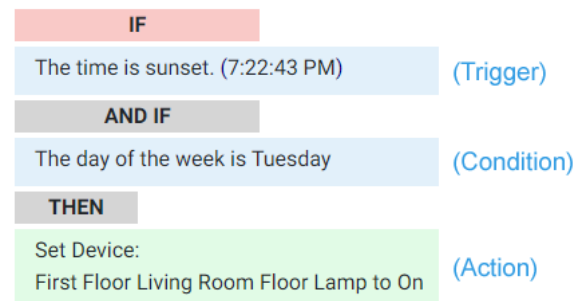 IF
The time is sunset. (7:22:43 PM)
(Trigger)
AND IF
The day of the week is Tuesday
(Condition)
THEN
Set Device:
First Floor Living Room Floor Lamp to On
(Action)